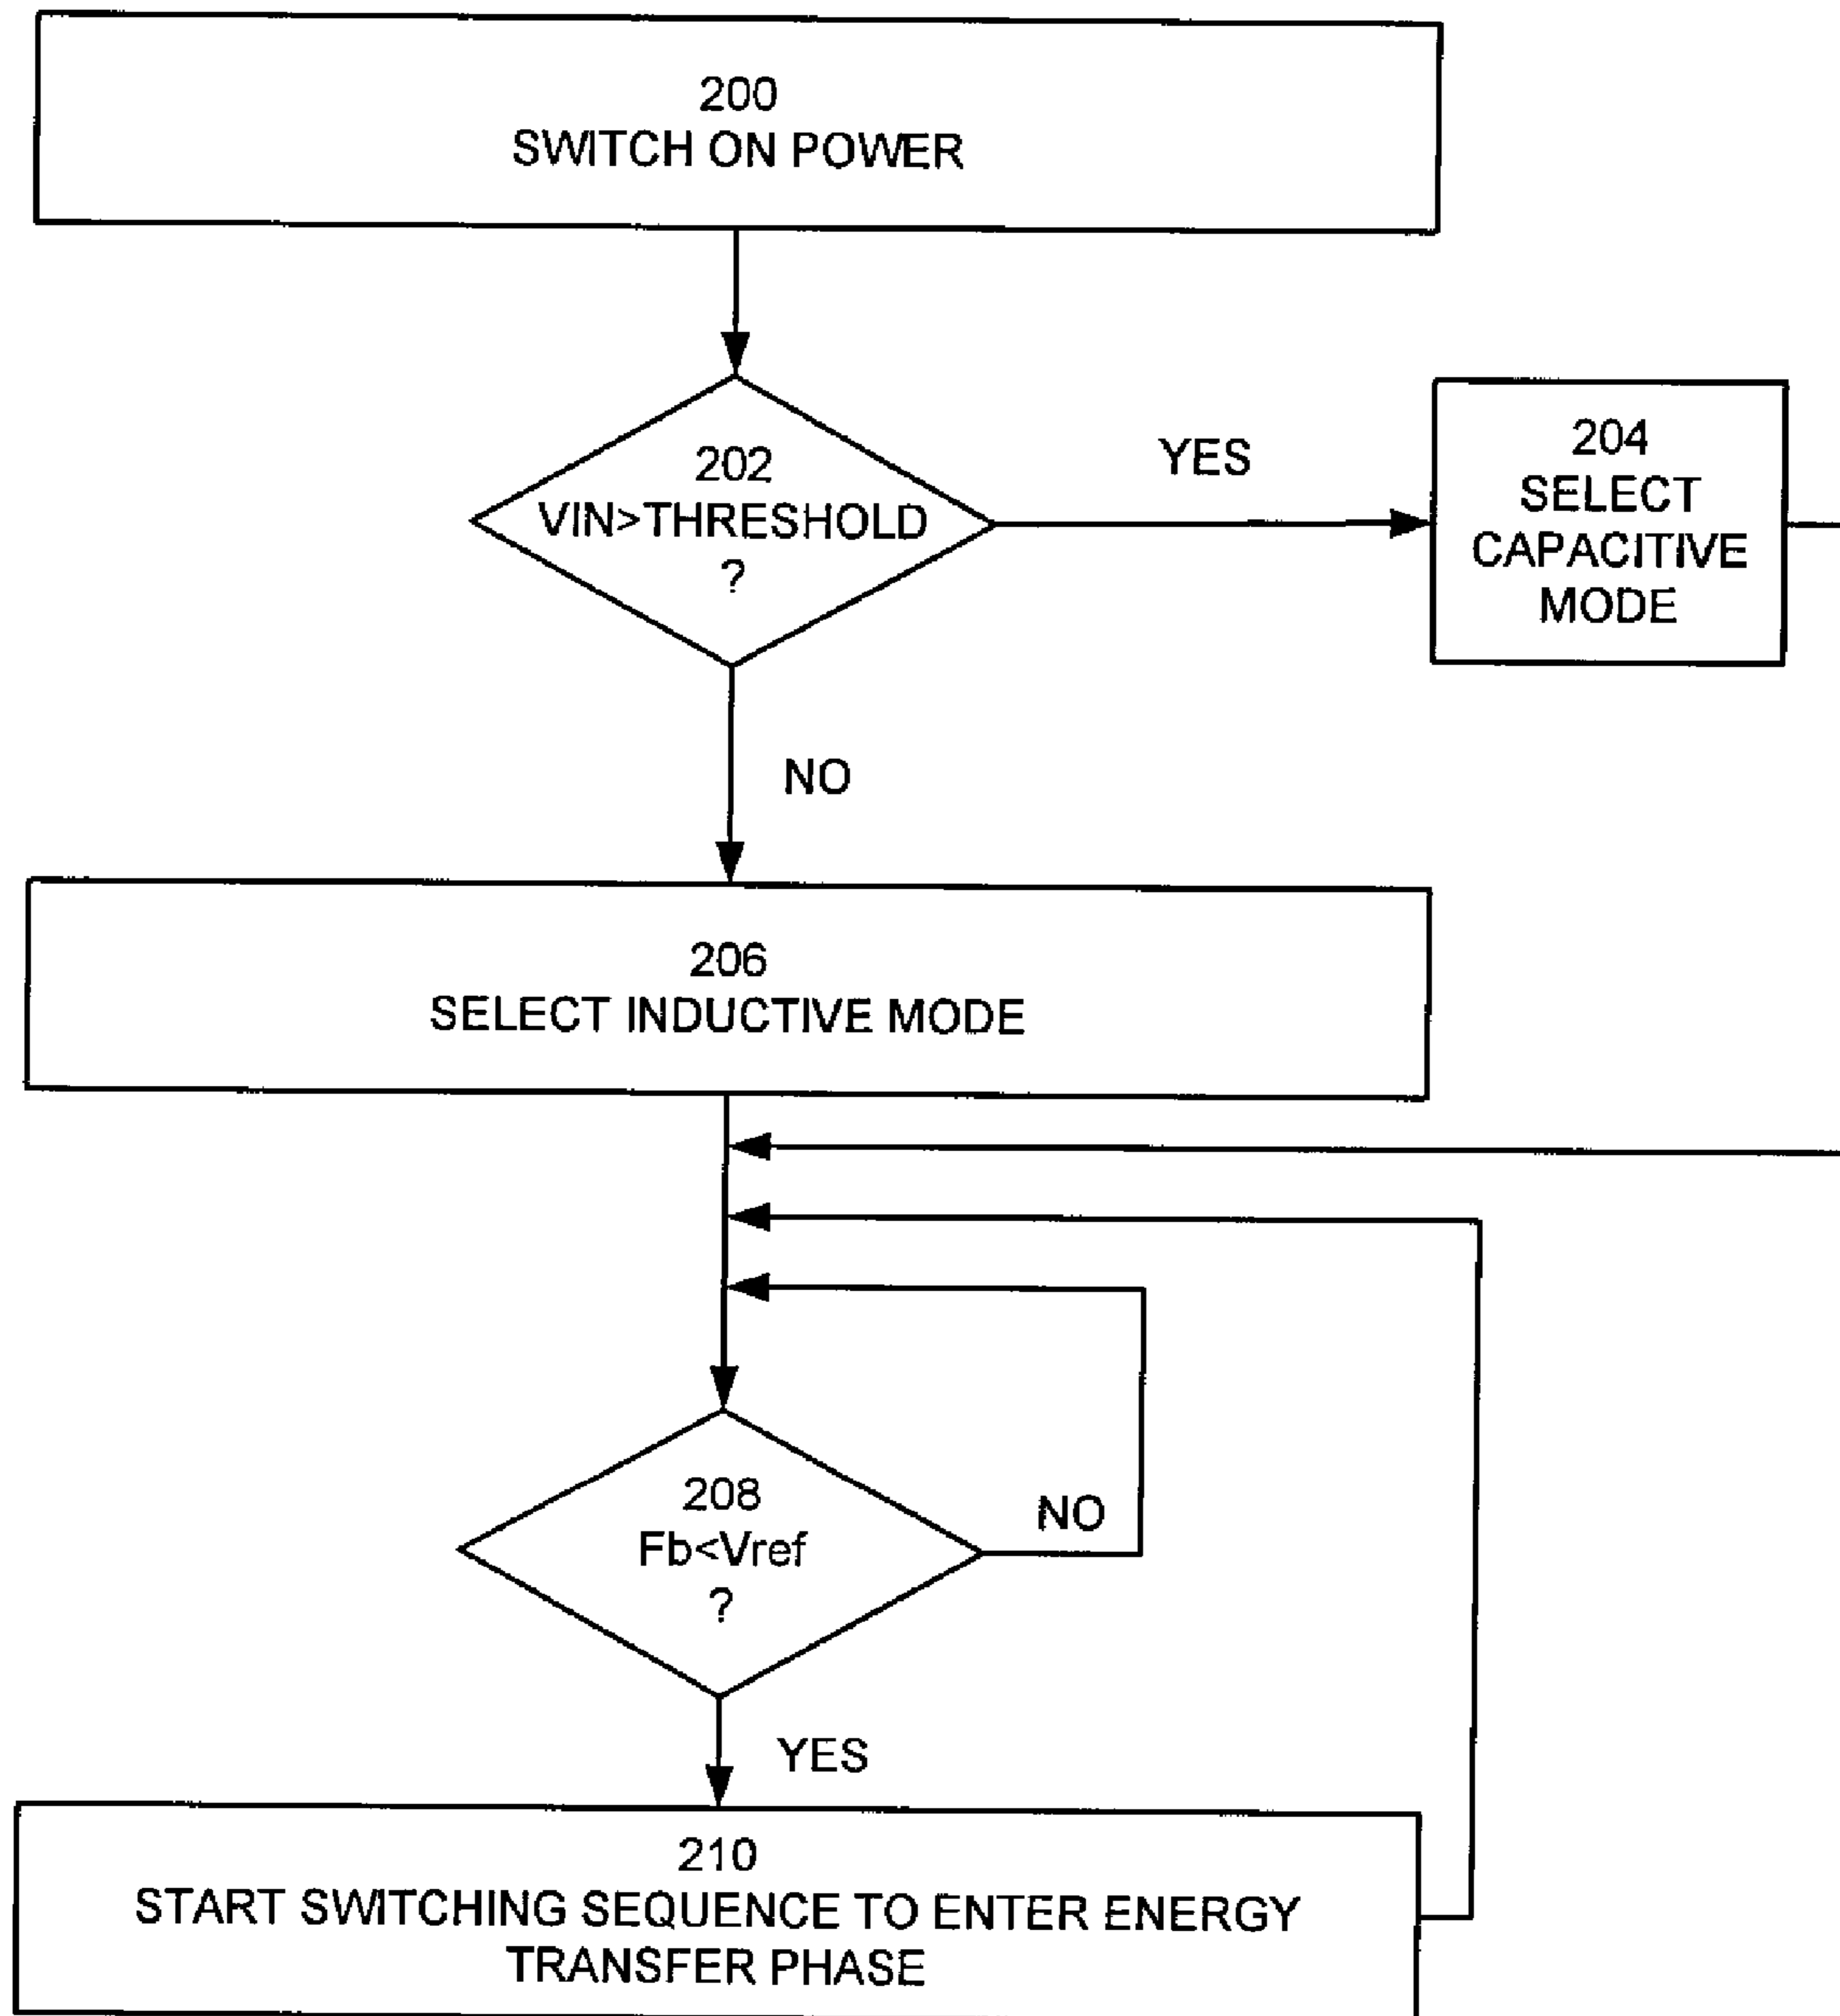 200
SWITCH ON POWER
202
VIN>THRESHOLD
?
YES
204
SELECT
CAPACITIVE
MODE
NO
206
SELECT INDUCTIVE MODE
208
Fb<Vref
?
NO
YES
210
START SWITCHING SEQUENCE TO ENTER ENERGY
TRANSFER PHASE